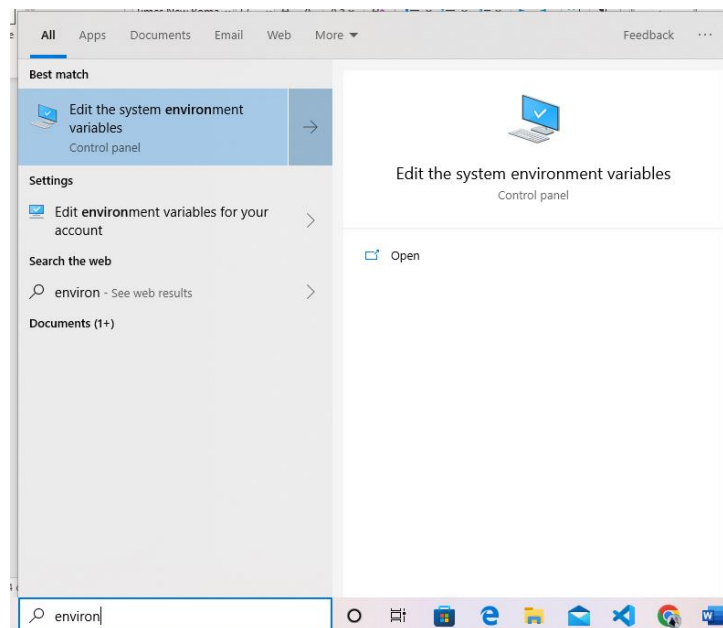 All Apps Documents Email Web More Feedback ...
Best match
Edit the system environment
variables
Control panel
Edit the system environment variables
Control panel
Settings
Edit environment variables for your
account
Open
Search the web
environ - See web results
Documents (1+)
environ